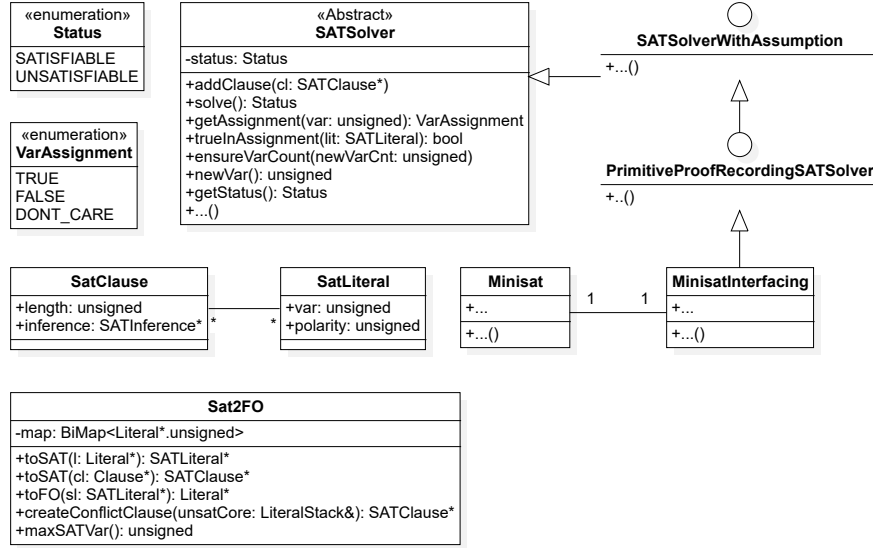 «enumeration»
Status
SATISFIABLE
UNSATISFIABLE
«enumeration»
VarAssignment
TRUE
FALSE
DONT_CARE
«Abstract»
SATSolver
-status: Status
+addClause(cl: SATClause*)
+solve(): Status
+getAssignment(var: unsigned): VarAssignment
+trueInAssignment(lit: SATLiteral): bool
+ensureVarCount(newVarCnt: unsigned)
+newVar(): unsigned
+getStatus(): Status
+...()
SATSolverWithAssumption
+...()
PrimitiveProofRecordingSATSolver
+..()
SatClause
+length: unsigned
+inference: SATInference*
*
*
SatLiteral
+var: unsigned
+polarity: unsigned
Minisat
+...
+...()
1
1
MinisatInterfacing
+...
+...()
Sat2FO
-map: BiMap<Literal*.unsigned>
+toSAT(l: Literal*): SATLiteral*
+toSAT(cl: Clause*): SATClause*
+toFO(sl: SATLiteral*): Literal*
+createConflictClause(unsatCore: LiteralStack&): SATClause*
+maxSATVar(): unsigned